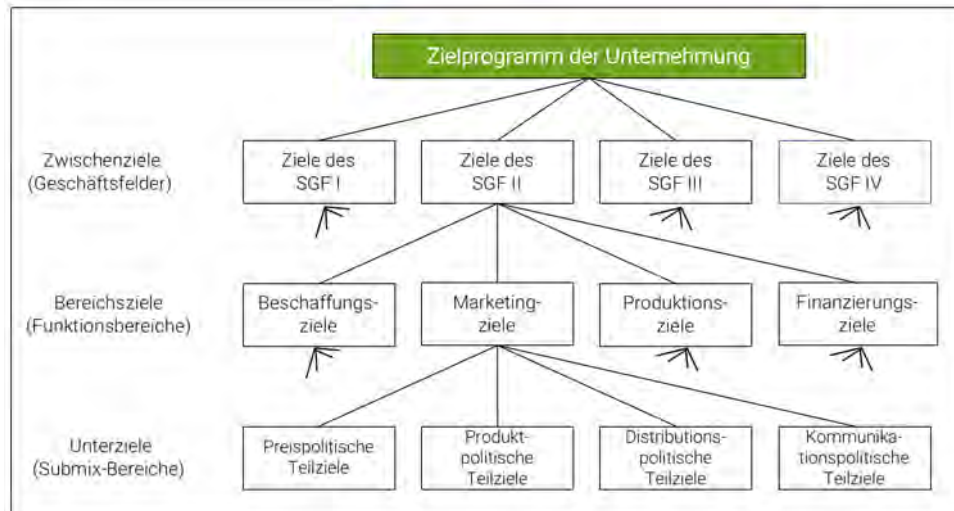 Zielprogramm der Unternehmung
Zwischenziele
(Geschäftsfelder)
Ziele des
SGF I
Ziele des
SGF II
Ziele des
SGF III
Ziele des
SGF IV
Bereichsziele
(Funktionsbereiche)
Beschaffungs-
ziele
Marketing-
ziele
Produktions-
ziele
Finanzierungs-
ziele
Unterziele
(Submix-Bereiche)
Preispolitische
Teilziele
Produkt-
politische
Teilziele
Distributions-
politische
Teilziele
Kommunika-
tionspolitische
Teilziele